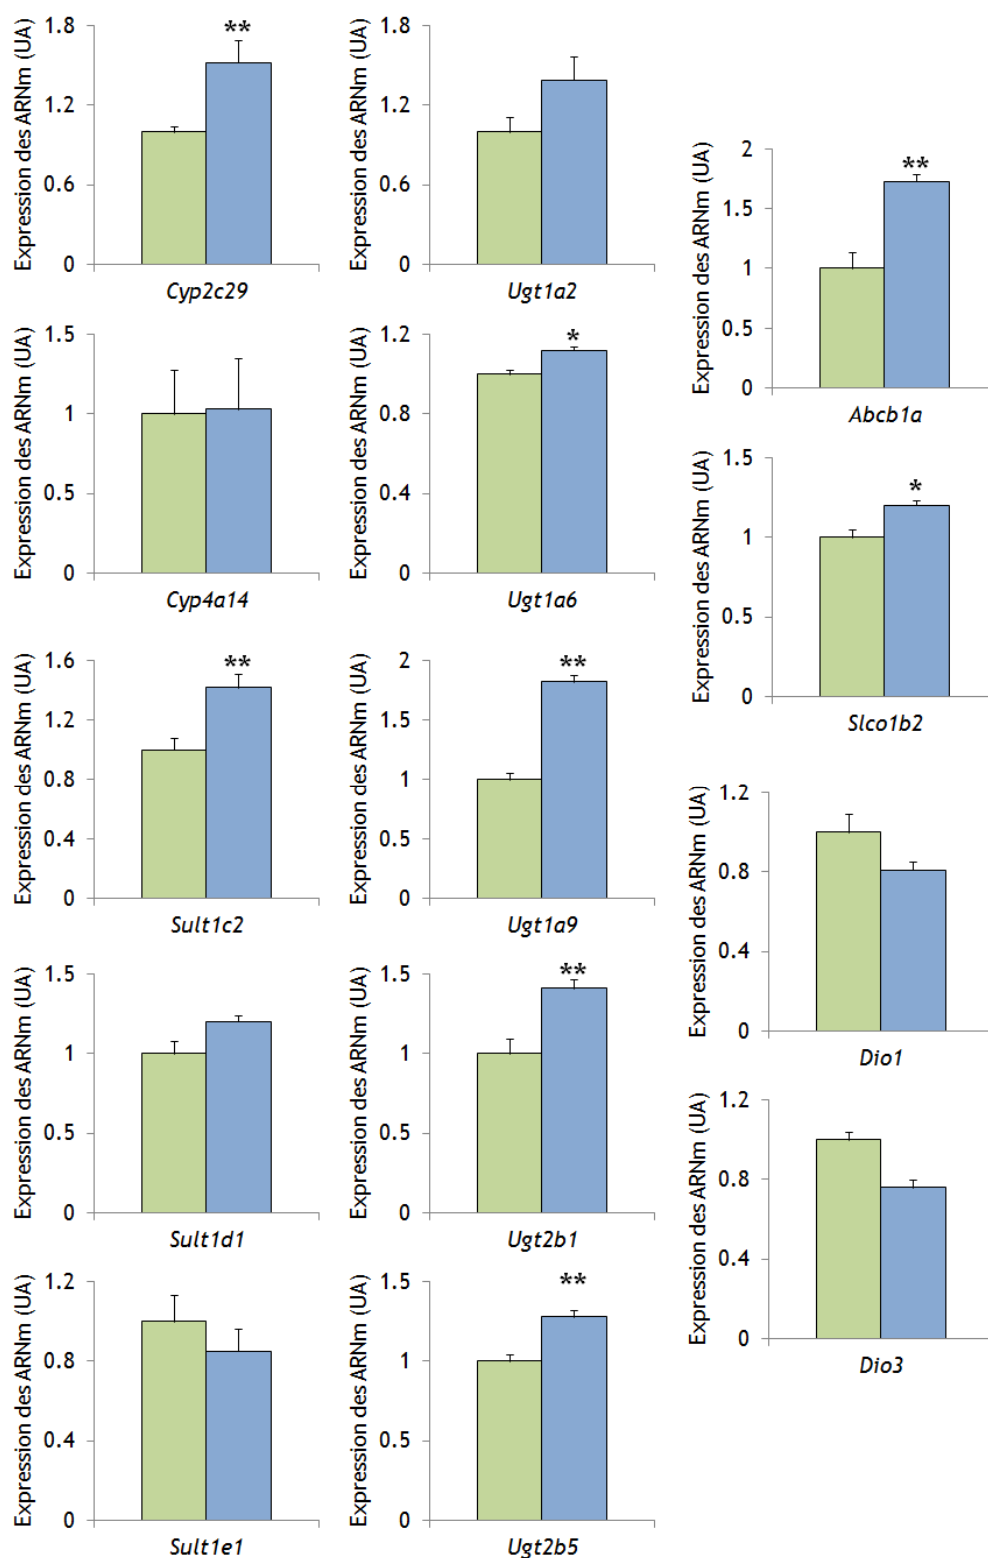 Expression des ARNm (UA)
1.8
1.2
0.6
0
**
Cyp2c29
Expression des ARNm (UA)
1.8
1.2
0.6
0
Ugt1a2
Expression des ARNm (UA)
2
1.5
1
0.5
0
**
Abcb1a
Expression des ARNm (UA)
1.5
1
0.5
0
Cyp4a14
Expression des ARNm (UA)
1.2
0.8
0.4
0
*
Ugt1a6
Expression des ARNm (UA)
1.5
1
0.5
0
*
Slco1b2
Expression des ARNm (UA)
1.6
1.2
0.8
0.4
0
**
Sult1c2
Expression des ARNm (UA)
2
1.5
1
0.5
0
**
Ugt1a9
Expression des ARNm (UA)
1.2
0.8
0.4
0
Dio1
Expression des ARNm (UA)
1.5
1
0.5
0
Sult1d1
Expression des ARNm (UA)
1.5
1
0.5
0
**
Ugt2b1
Expression des ARNm (UA)
1.2
0.8
0.4
0
Dio3
Expression des ARNm (UA)
1.2
0.8
0.4
0
Sult1e1
Expression des ARNm (UA)
1.5
1
0.5
0
**
Ugt2b5